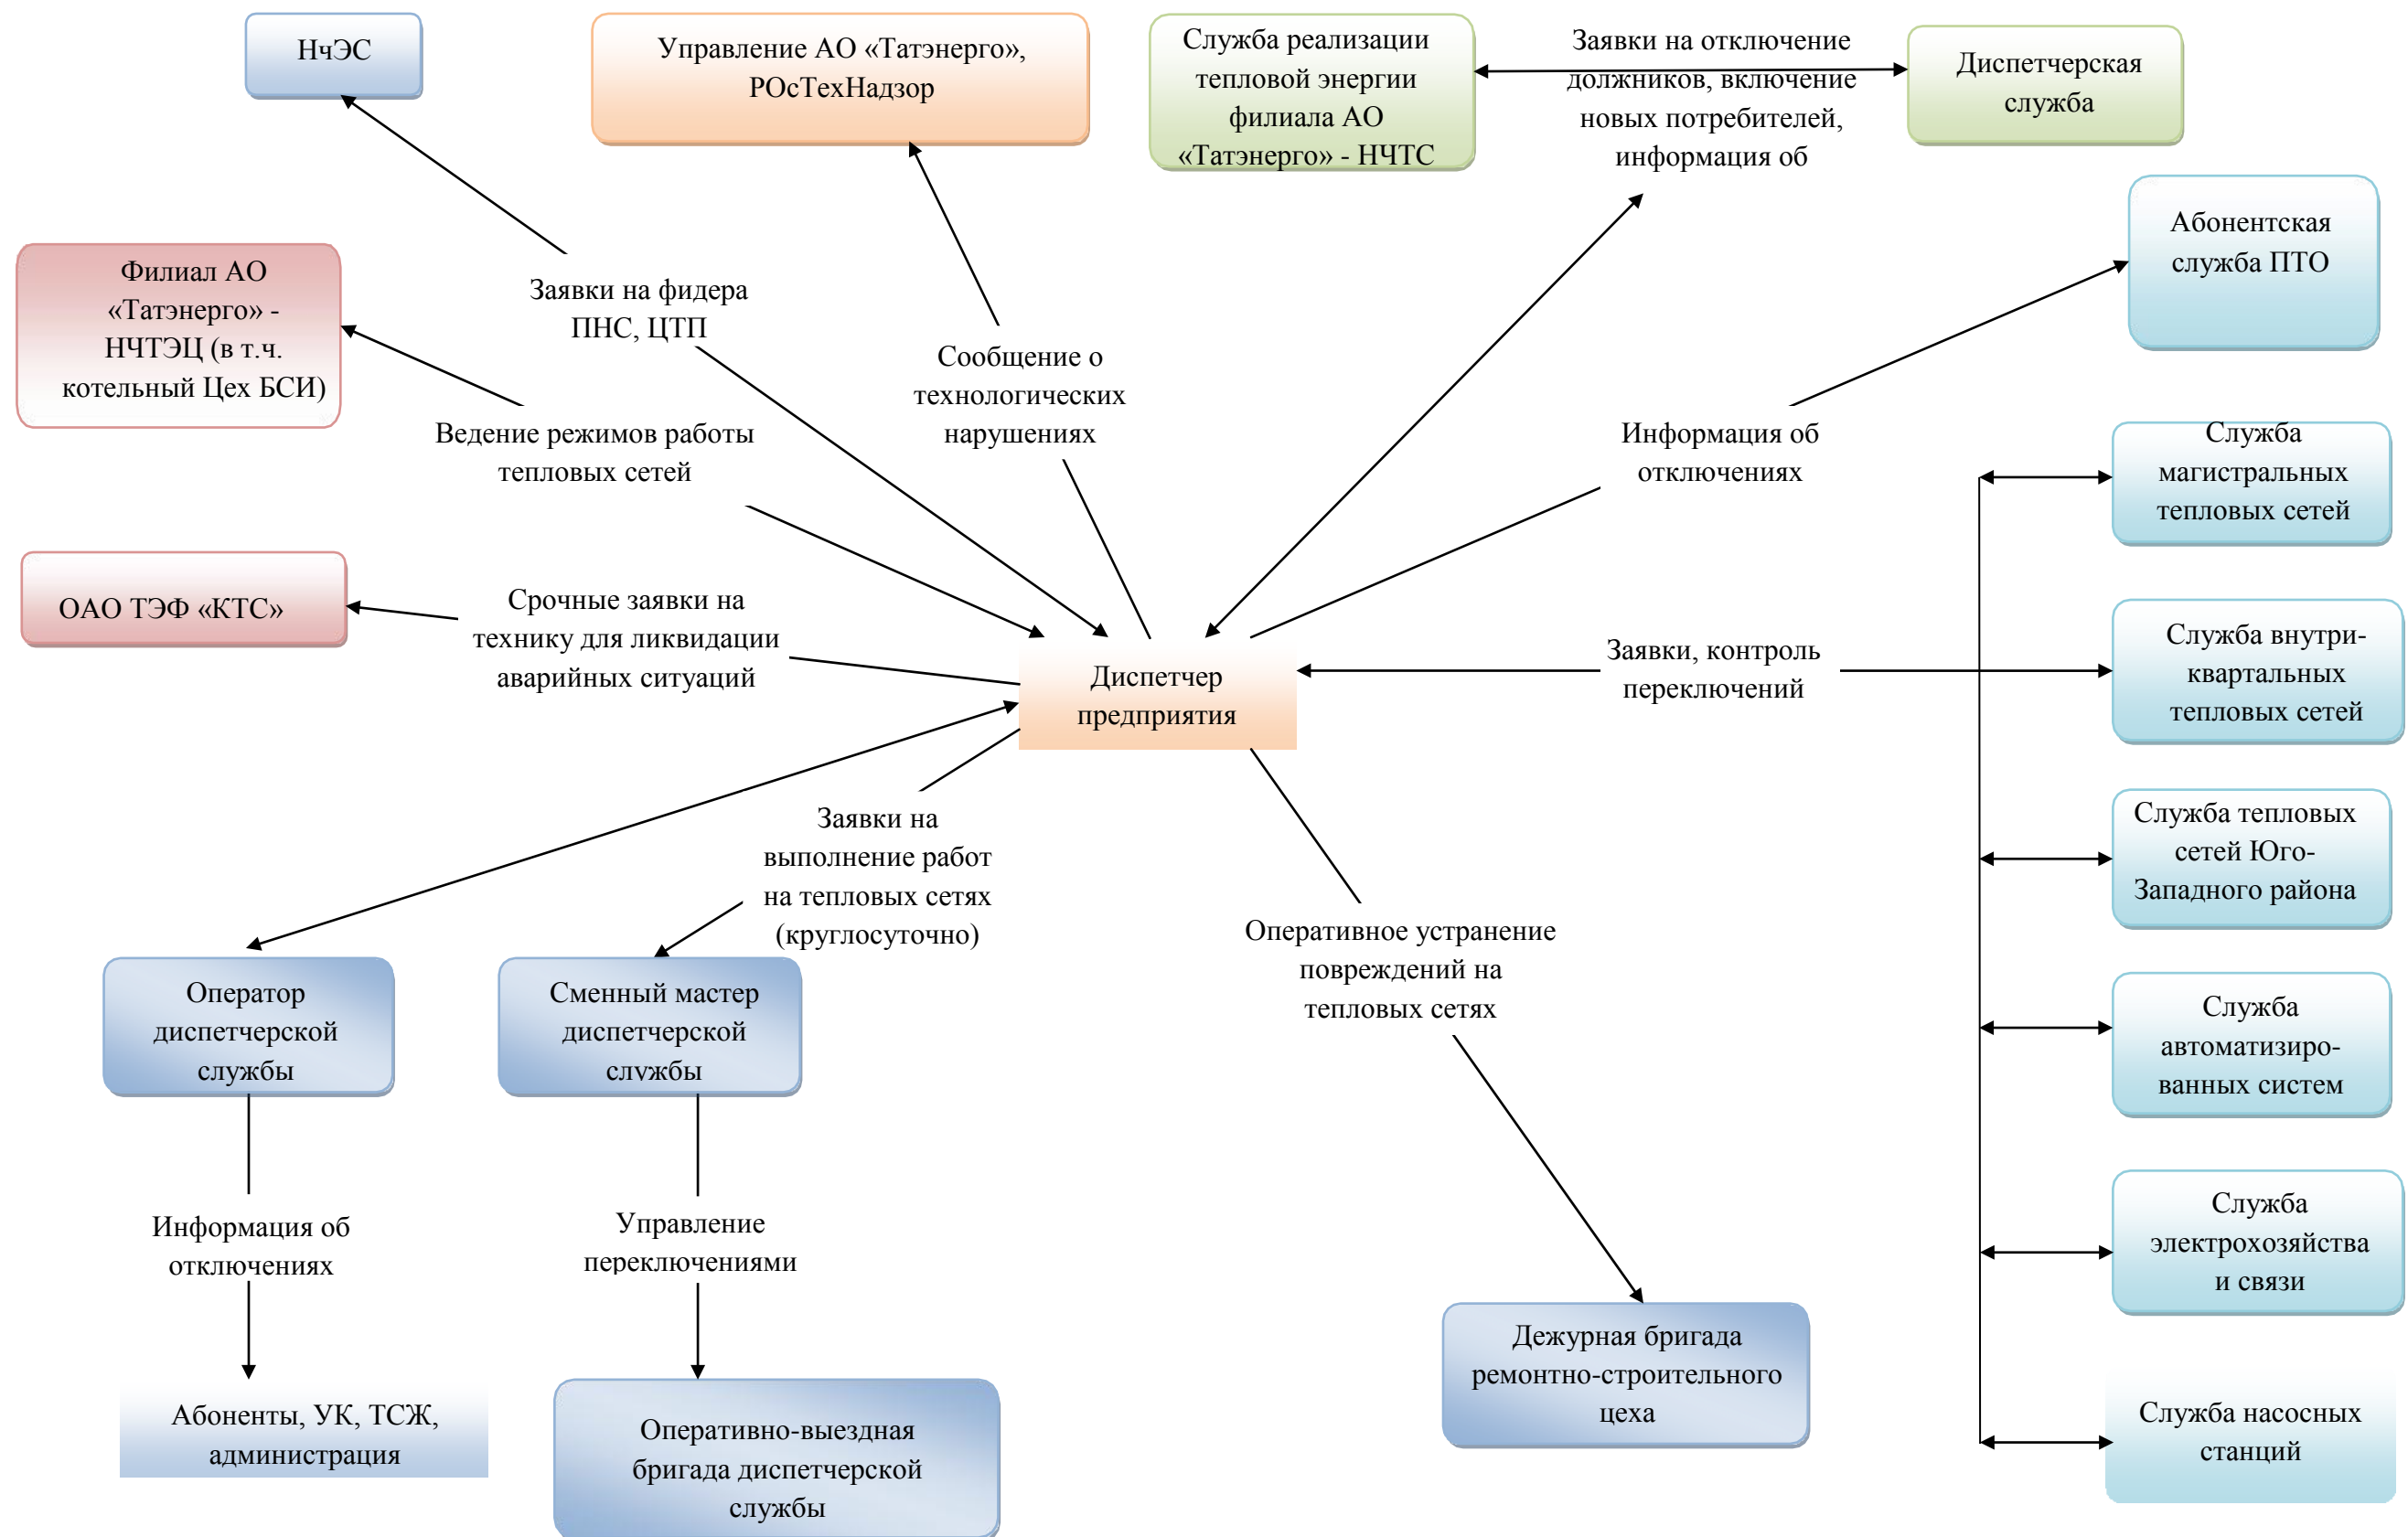 НчЭС
Управление АО «Татэнерго»,
РОсТехНадзор
Служба реализации
тепловой энергии
филиала АО
«Татэнерго» - НЧТС
Заявки на отключение
должников, включение
новых потребителей,
информация об
Диспетчерская
служба
Абонентская
служба ПТО
Филиал АО
«Татэнерго» -
НЧТЭЦ (в т.ч.
котельный Цех БСИ)
Заявки на фидера
ПНС, ЦТП
Сообщение о
технологических
нарушениях
Ведение режимов работы
тепловых сетей
Информация об
отключениях
Служба
магистральных
тепловых сетей
ОАО ТЭФ «КТС»
Срочные заявки на
технику для ликвидации
аварийных ситуаций
Диспетчер
предприятия
Заявки, контроль
переключений
Служба внутри-
квартальных
тепловых сетей
Заявки на
выполнение работ
на тепловых сетях
(круглосуточно)
Служба тепловых
сетей Юго-
Западного района
Оперативное устранение
повреждений на
тепловых сетях
Оператор
диспетчерской
службы
Сменный мастер
диспетчерской
службы
Служба
автоматизиро-
ванных систем
Информация об
отключениях
Управление
переключениями
Служба
электрохозяйства
и связи
Дежурная бригада
ремонтно-строительного
цеха
Абоненты, УК, ТСЖ,
администрация
Оперативно-выездная
бригада диспетчерской
службы
Служба насосных
станций